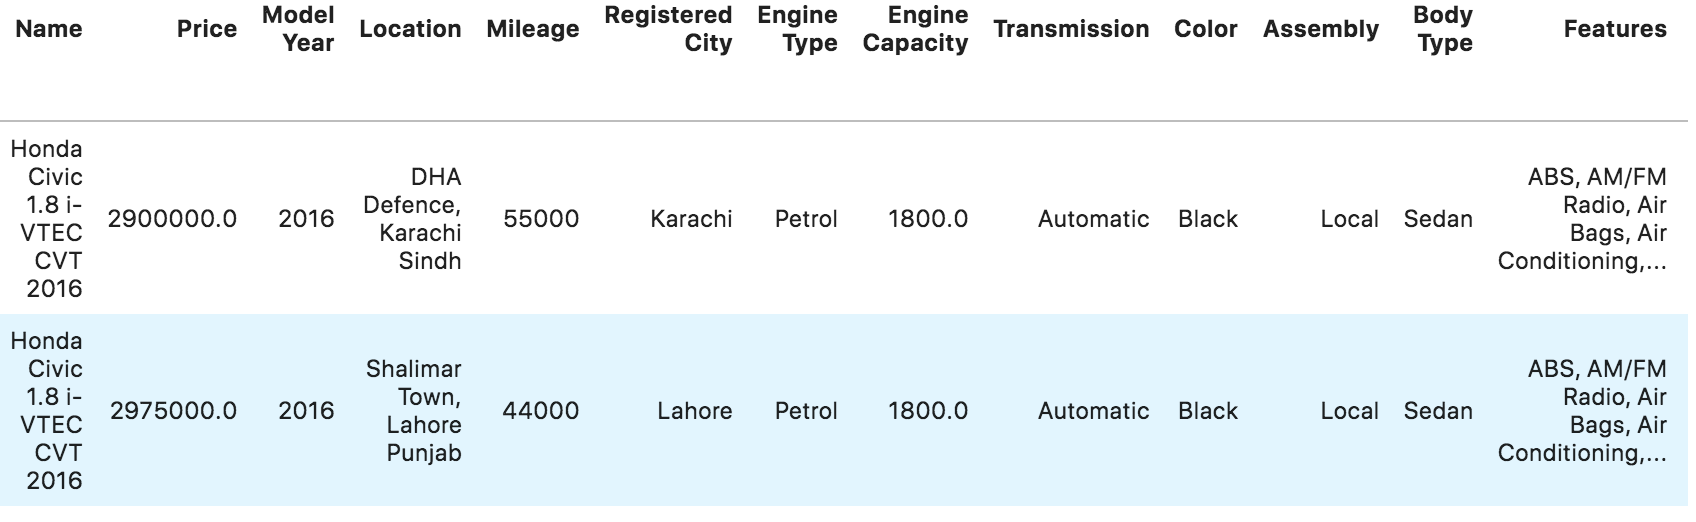 Name Price Model Year Location Mileage Registered City Engine Type Engine Capacity Transmission Color Assembly Body Type Features
Honda Civic 1.8 i-VTEC CVT 2016 2900000.0 2016 DHA Defence, Karachi Sindh 55000 Karachi Petrol 1800.0 Automatic Black Local Sedan ABS, AM/FM Radio, Air Bags, Air Conditioning,...
Honda Civic 1.8 i-VTEC CVT 2016 2975000.0 2016 Shalimar Town, Lahore Punjab 44000 Lahore Petrol 1800.0 Automatic Black Local Sedan ABS, AM/FM Radio, Air Bags, Air Conditioning,...